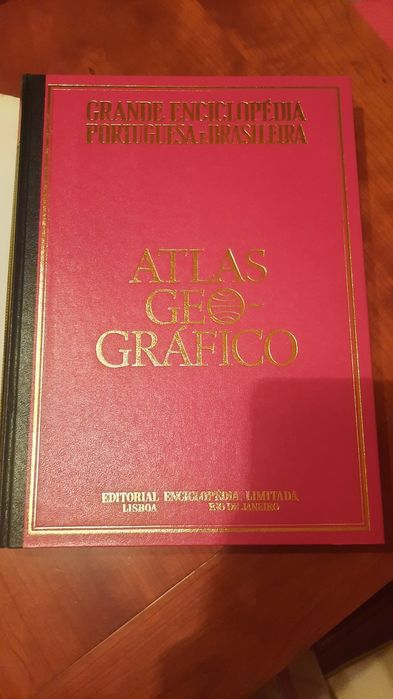 GRANDE ENCICLOPÉDIA
PORTUGUESA E BRASILEIRA
ATLAS
GEO-
GRÁFICO
EDITORIAL ENCICLOPÉDIA, LIMITADA
LISBOA RIO DE JANEIRO